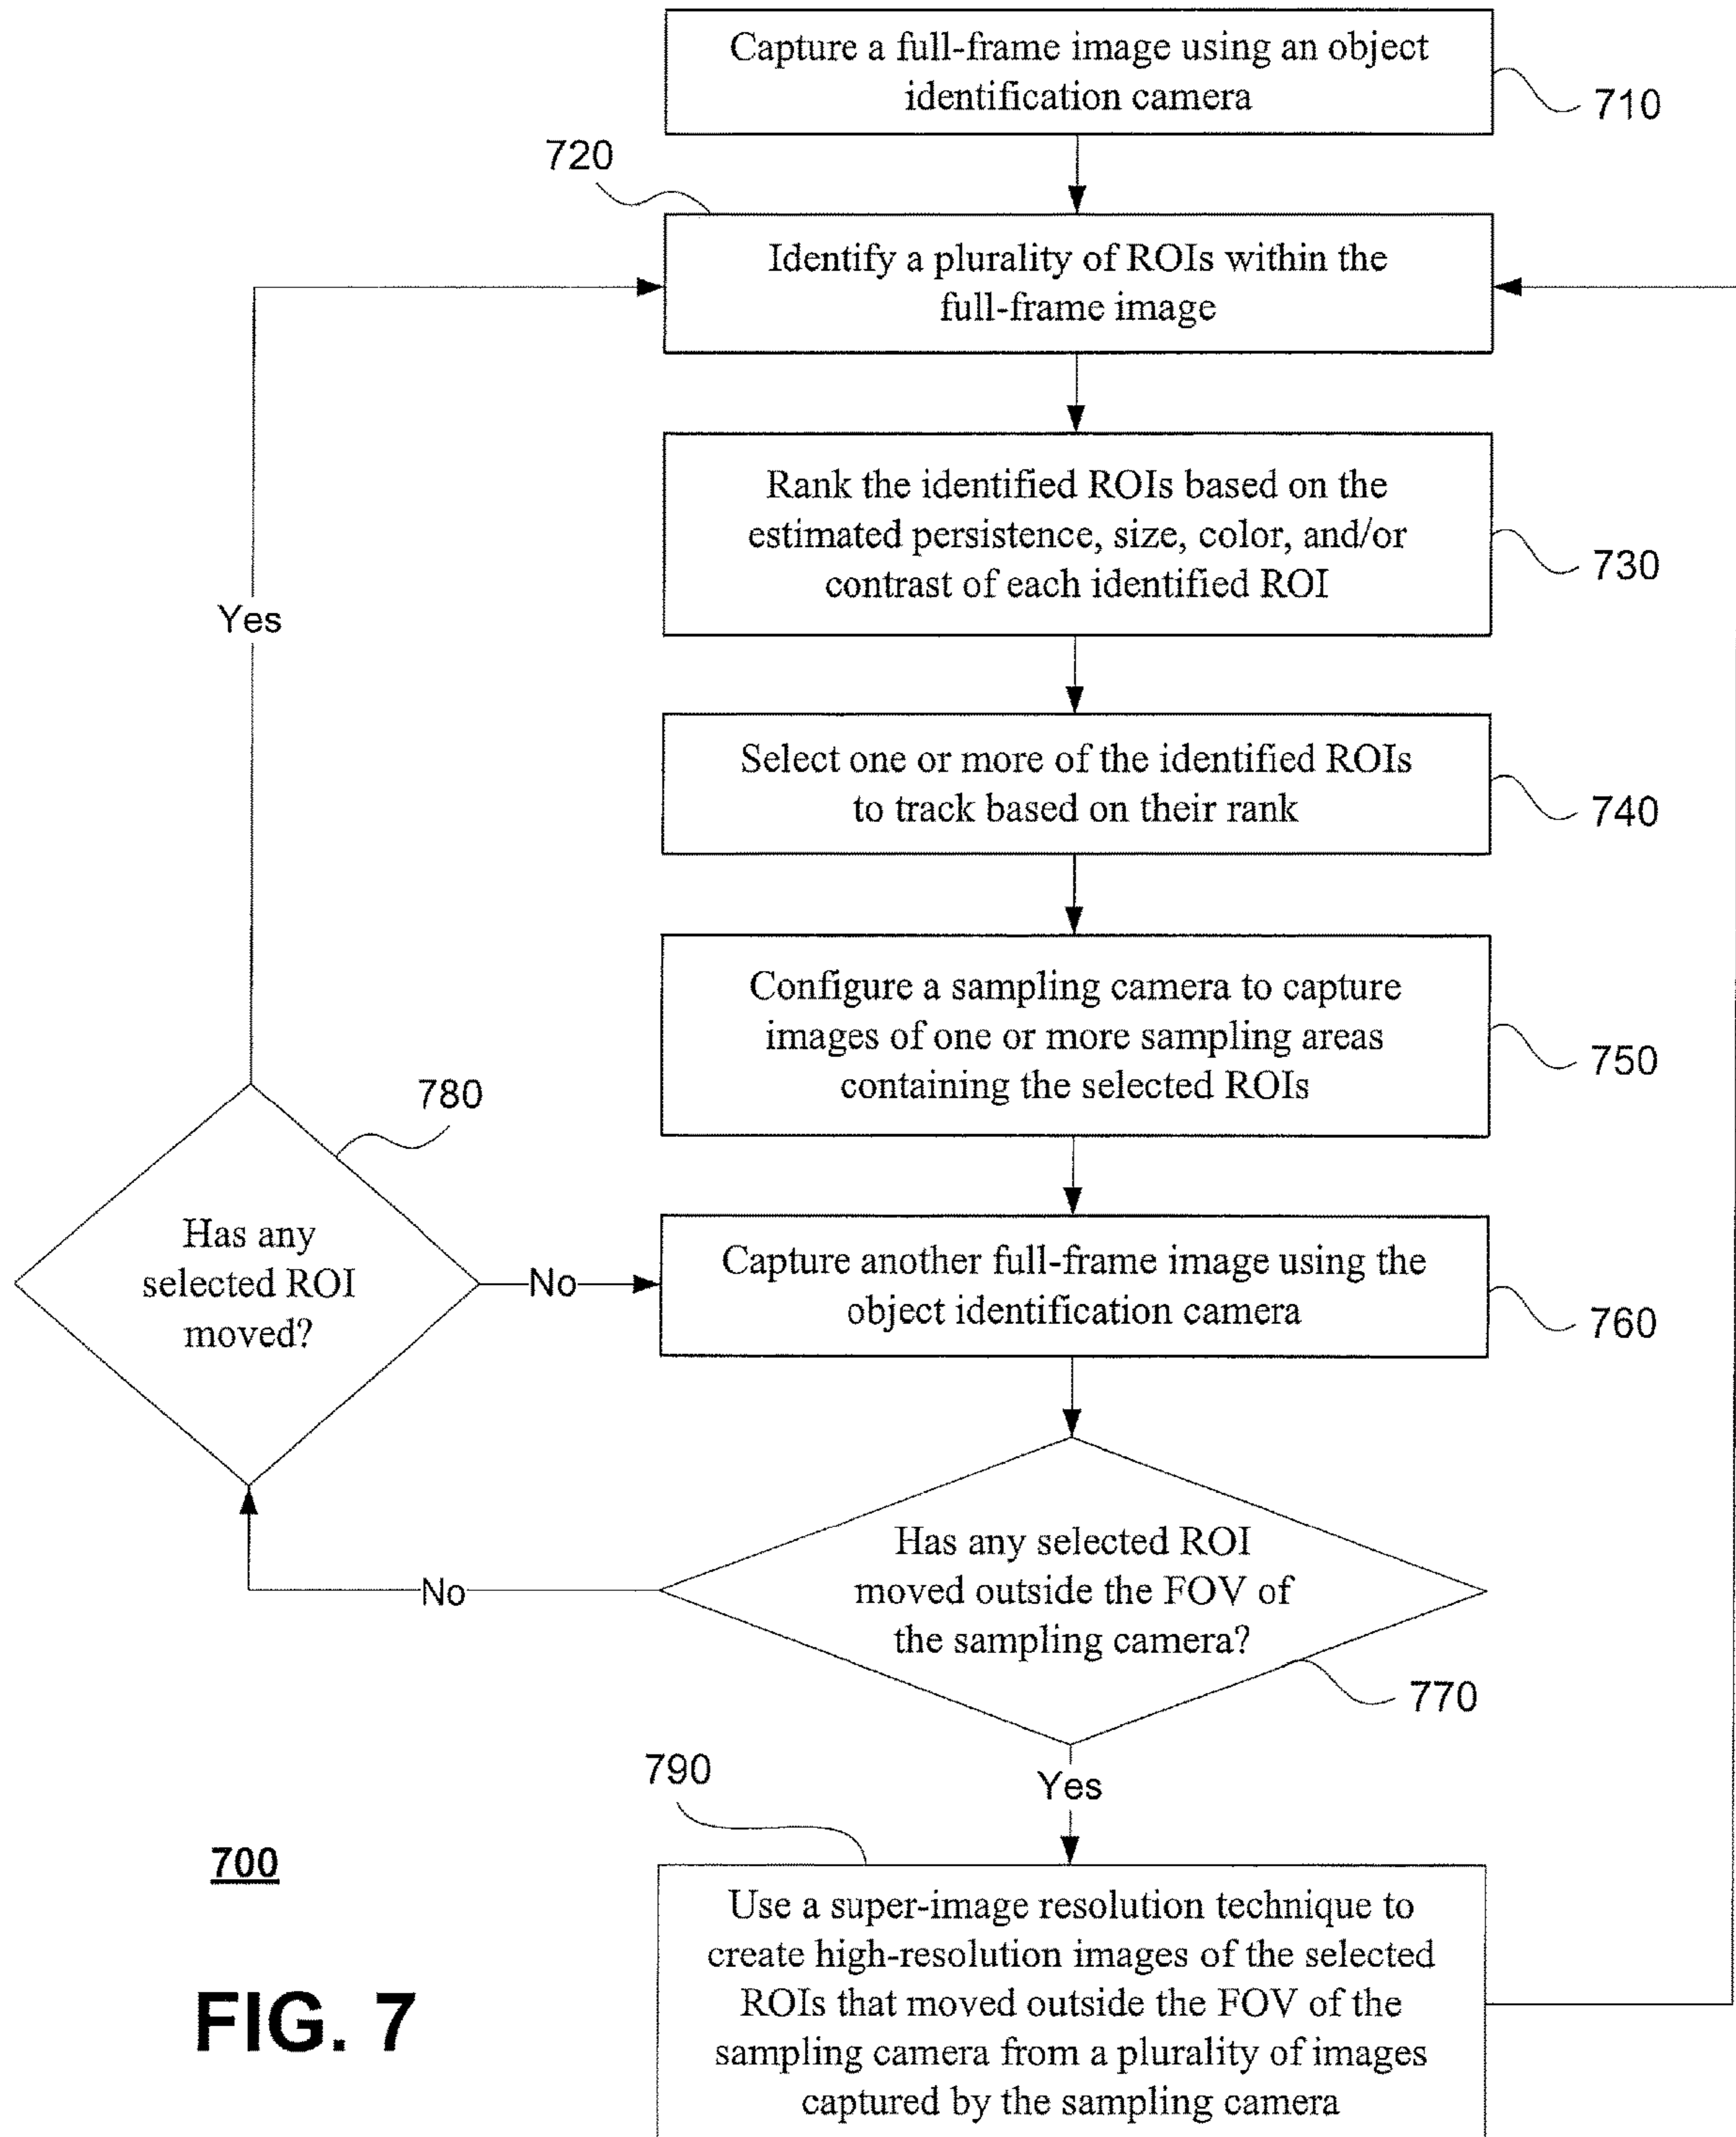 Capture a full-frame image using an object
identification camera
710
720
Identify a plurality of ROIs within the
full-frame image
Rank the identified ROIs based on the
estimated persistence, size, color, and/or
contrast of each identified ROI
730
Yes
Select one or more of the identified ROIs
to track based on their rank
740
Configure a sampling camera to capture
images of one or more sampling areas
containing the selected ROIs
750
780
Has any
selected ROI
moved?
No
Capture another full-frame image using the
object identification camera
760
Has any selected ROI
moved outside the FOV of
the sampling camera?
No
770
Yes
790
Use a super-image resolution technique to
create high-resolution images of the selected
ROIs that moved outside the FOV of the
sampling camera from a plurality of images
captured by the sampling camera
700
FIG. 7